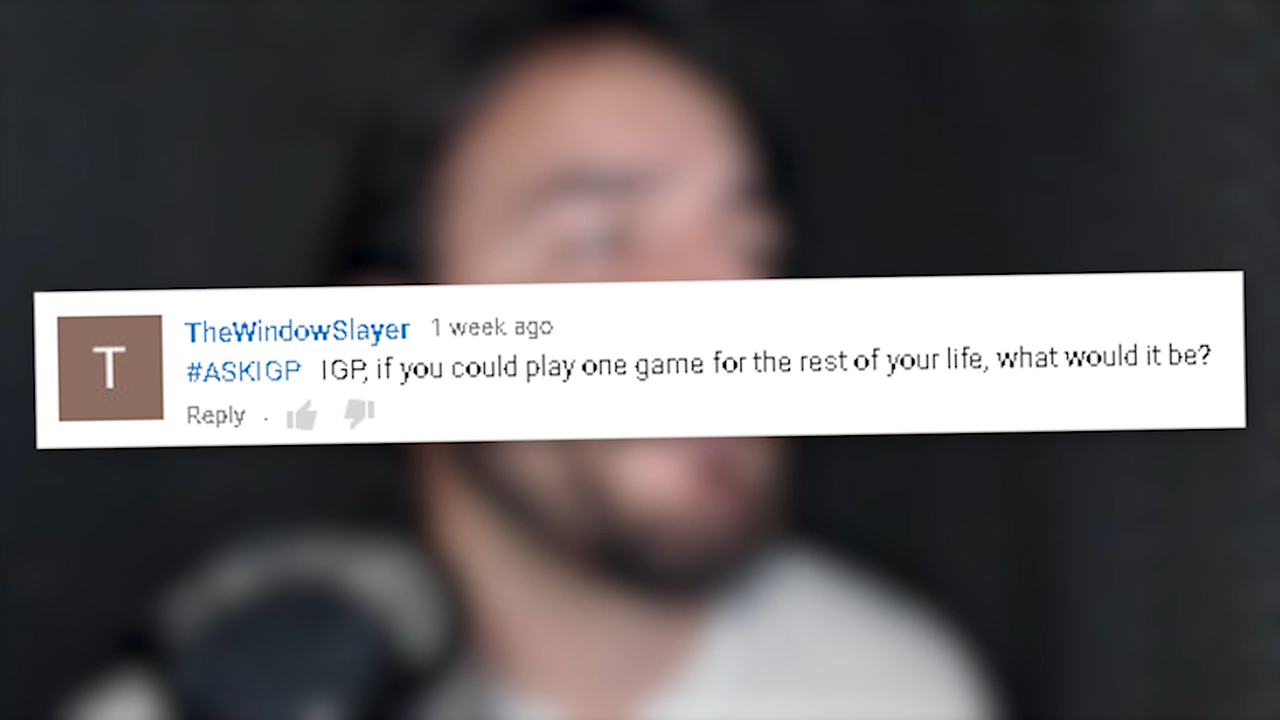 T
TheWindowSlayer 1 week ago
#ASKIGP IGP, if you could play one game for the rest of your life, what would it be?
Reply ·